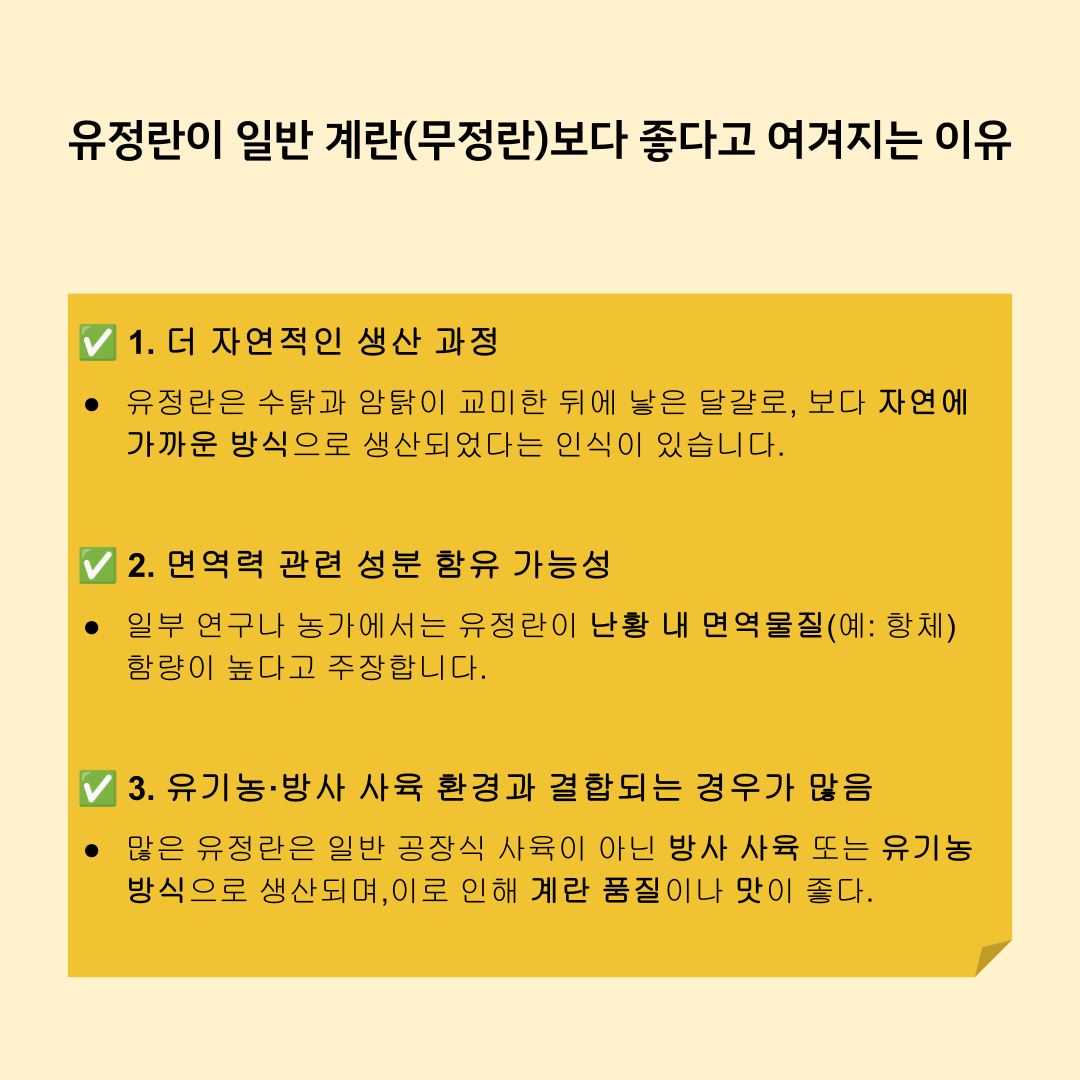 유정란이 일반 계란(무정란)보다 좋다고 여겨지는 이유
✅ 1. 더 자연적인 생산 과정
● 유정란은 수탉과 암탉이 교미한 뒤에 낳은 달걀로, 보다 자연에
가까운 방식으로 생산되었다는 인식이 있습니다.
✅ 2. 면역력 관련 성분 함유 가능성
● 일부 연구나 농가에서는 유정란이 난황 내 면역물질(예: 항체)
함량이 높다고 주장합니다.
✅ 3. 유기농·방사 사육 환경과 결합되는 경우가 많음
● 많은 유정란은 일반 공장식 사육이 아닌 방사 사육 또는 유기농
방식으로 생산되며,이로 인해 계란 품질이나 맛이 좋다.